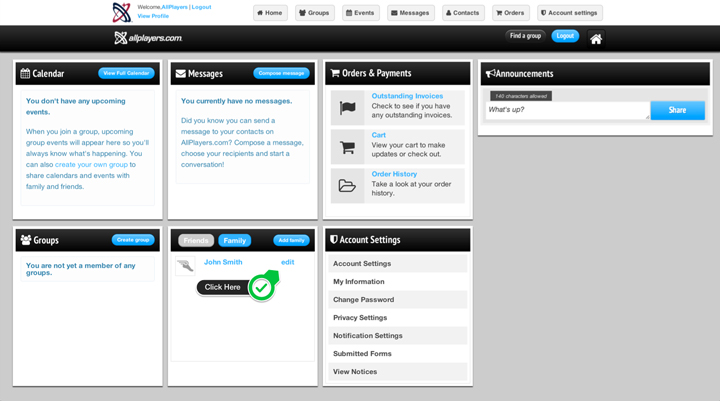 Welcome,AllPlayers | Logout
View Profile
Home
Groups
Events
Messages
Contacts
Orders
Account settings
allplayers.com
Find a group
Logout
Calendar
View Full Calendar
You don't have any upcoming
events.
When you join a group, upcoming
group events will appear here so you'll
always know what's happening. You
can also create your own group to
share calendars and events with
family and friends.
Messages
Compose message
You currently have no messages.
Did you know you can send a
message to your contacts on
AllPlayers.com? Compose a message,
choose your recipients and start a
conversation!
Orders & Payments
Outstanding Invoices
Check to see if you have
any outstanding invoices.
Cart
View your cart to make
updates or check out.
Order History
Take a look at your order
history.
Announcements
140 characters allowed
What's up?
Share
Groups
Create group
You are not yet a member of any
groups.
Friends
Family
Add family
John Smith
edit
Click Here
Account Settings
Account Settings
My Information
Change Password
Privacy Settings
Notification Settings
Submitted Forms
View Notices